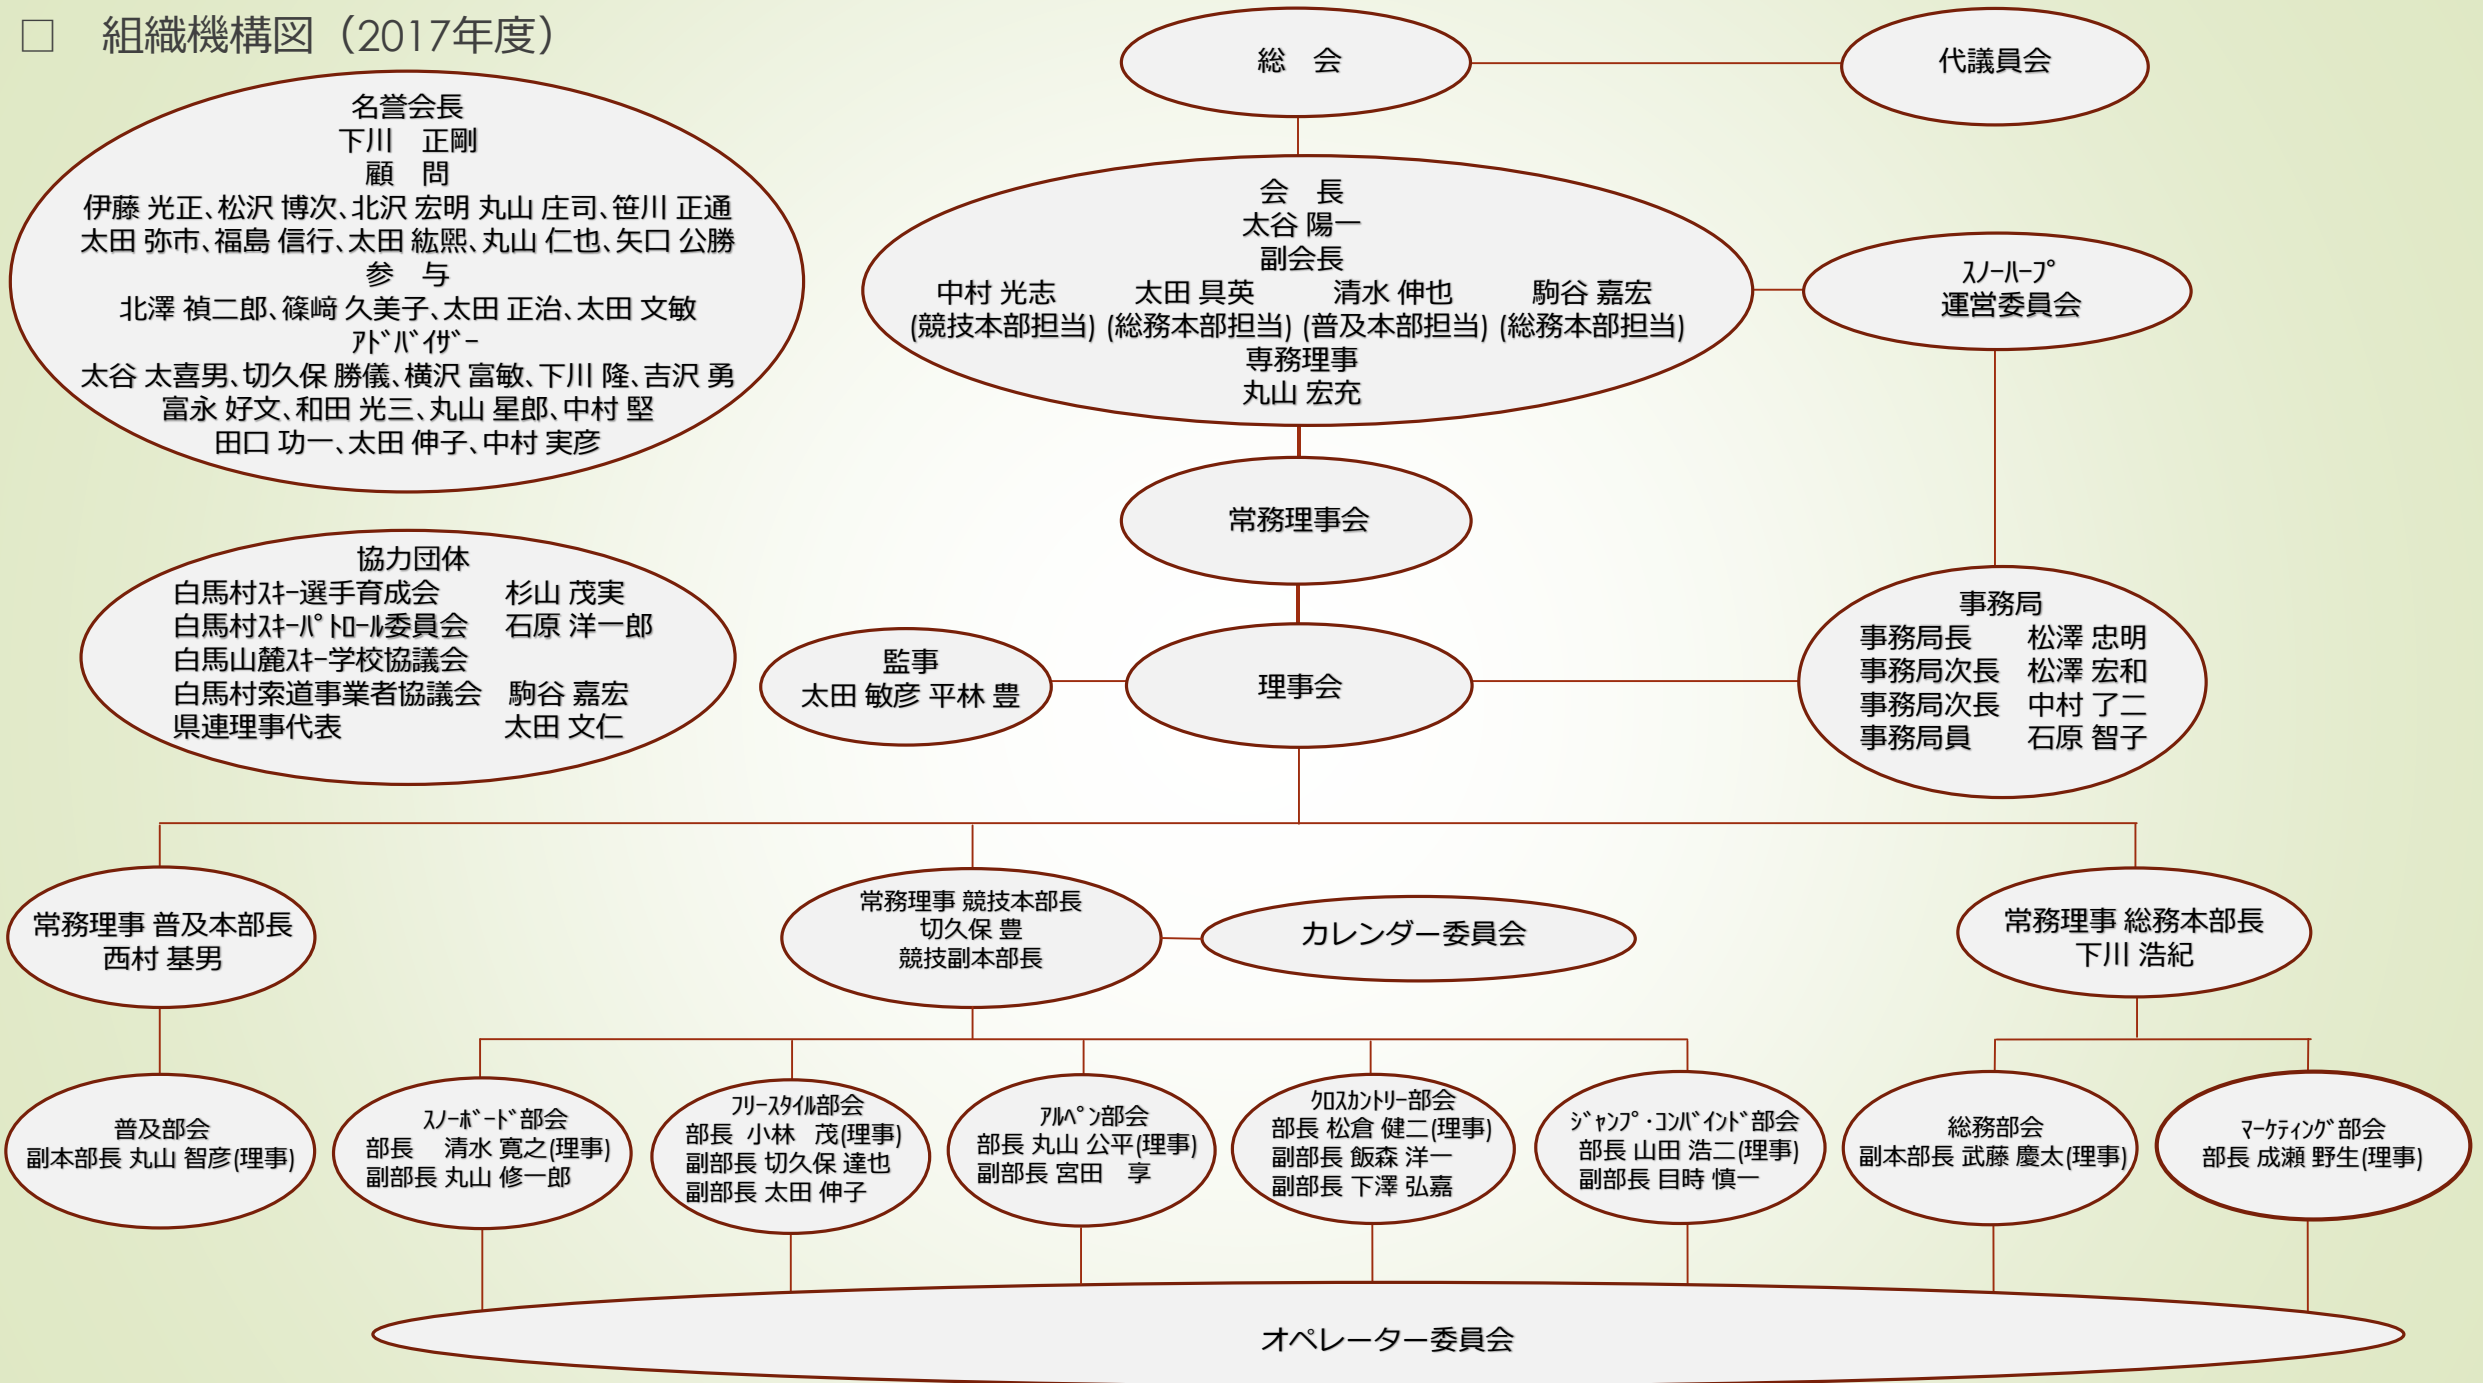 □ 組織機構図（2017年度）
総　会
代議員会
名誉会長
下川　正剛
顧　問
伊藤 光正、松沢 博次、北沢 宏明 丸山 庄司、笹川 正通
太田 弥市、福島 信行、太田 紘熙、丸山 仁也、矢口 公勝
参　与
北澤 禎二郎、篠﨑 久美子、太田 正治、太田 文敏
ｱﾄﾞﾊﾞｲｻﾞｰ
太谷 太喜男、切久保 勝儀、横沢 富敏、下川 隆、吉沢 勇
富永 好文、和田 光三、丸山 星郎、中村 堅
田口 功一、太田 伸子、中村 実彦
会　長
太谷 陽一
副会長
中村 光志　太田 具英　清水 伸也　駒谷 嘉宏
(競技本部担当) (総務本部担当) (普及本部担当) (総務本部担当)
専務理事
丸山 宏充
ｽﾉｰﾊｰﾌﾟ
運営委員会
常務理事会
協力団体
白馬村ｽｷｰ選手育成会　杉山 茂実
白馬村ｽｷｰﾊﾟﾄﾛｰﾙ委員会　石原 洋一郎
白馬山麓ｽｷｰ学校協議会
白馬村索道事業者協議会　駒谷 嘉宏
県連理事代表　太田 文仁
監事
太田 敏彦 平林 豊
理事会
事務局
事務局長　松澤 忠明
事務局次長　松澤 宏和
事務局次長　中村 了二
事務局員　石原 智子
常務理事 普及本部長
西村 基男
常務理事 競技本部長
切久保 豊
競技副本部長
カレンダー委員会
常務理事 総務本部長
下川 浩紀
普及部会
副本部長 丸山 智彦(理事)
ｽﾉｰﾎﾞｰﾄﾞ部会
部長　清水 寛之(理事)
副部長 丸山 修一郎
ﾌﾘｰｽﾀｲﾙ部会
部長 小林　茂(理事)
副部長 切久保 達也
副部長 太田 伸子
ｱﾙﾍﾟﾝ部会
部長 丸山 公平(理事)
副部長 宮田　享
ｸﾛｽｶﾝﾄﾘｰ部会
部長 松倉 健二(理事)
副部長 飯森 洋一
副部長 下澤 弘嘉
ｼﾞｬﾝﾌﾟ･ｺﾝﾊﾞｲﾝﾄﾞ部会
部長 山田 浩二(理事)
副部長 目時 慎一
総務部会
副本部長 武藤 慶太(理事)
ﾏｰｹﾃｨﾝｸﾞ部会
部長 成瀬 野生(理事)
オペレーター委員会